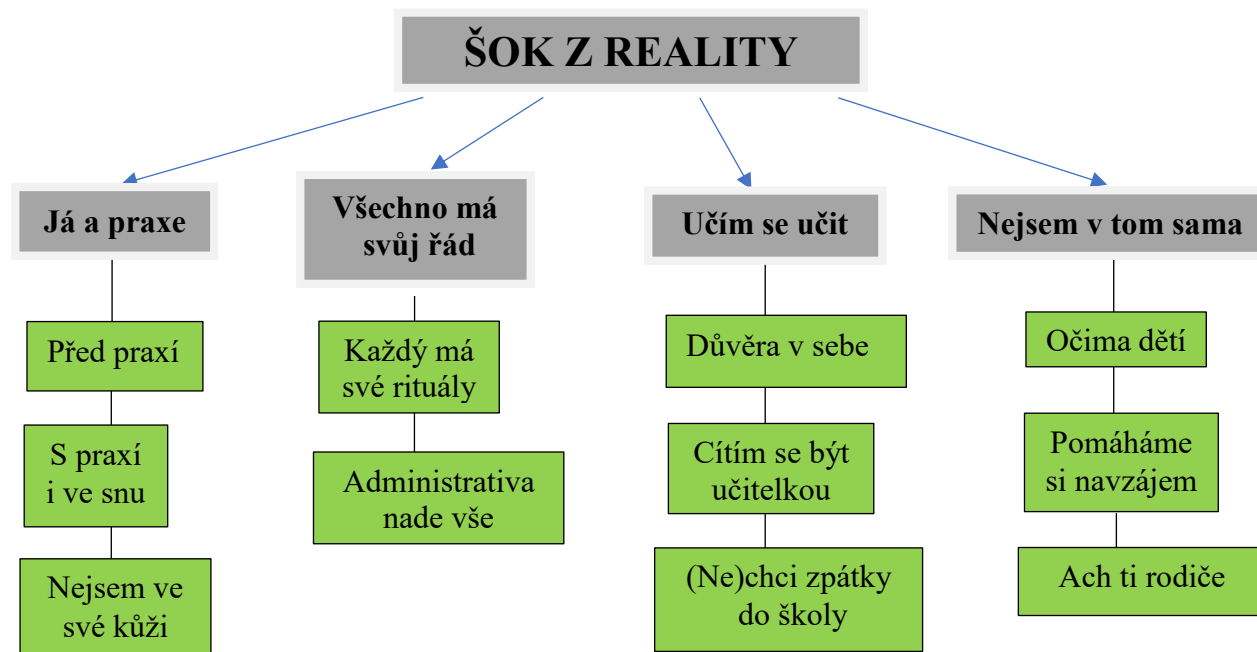 ŠOK Z REALITY
Já a praxe
Všechno má
svůj řád
Učím se učit
Nejsem v tom sama
Před praxí
S praxí
i ve snu
Nejsem ve
své kůži
Každý má
své rituály
Administrativa
nade vše
Důvěra v sebe
Cítím se být
učitelkou
(Ne)chci zpátky
do školy
Očima dětí
Pomáháme
si navzájem
Ach ti rodiče